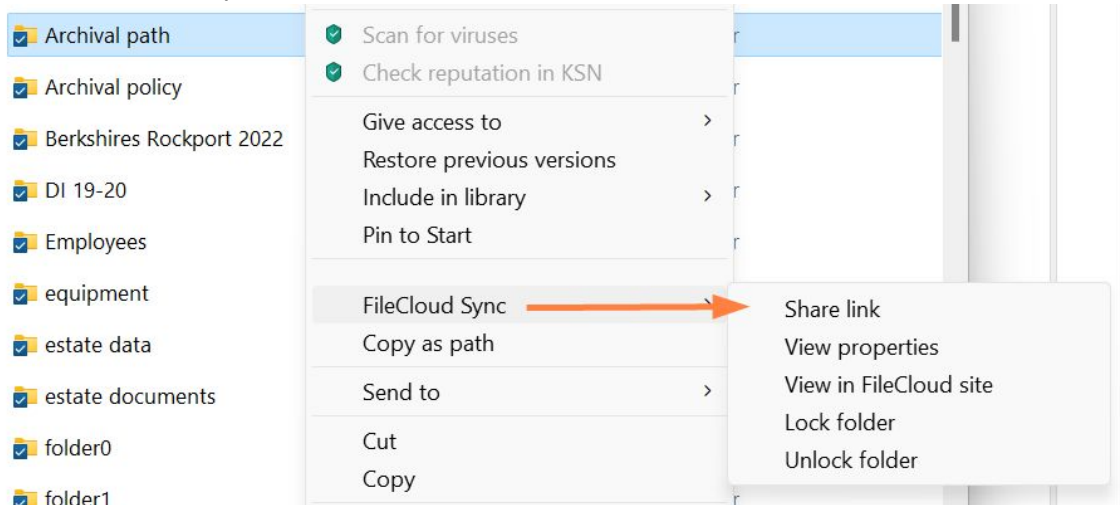 Archival path
Archival policy
Berkshires Rockport 2022
DI 19-20
Employees
equipment
estate data
estate documents
folder0
folder1
Scan for viruses
Check reputation in KSN
Give access to
Restore previous versions
Include in library
Pin to Start
FileCloud Sync
Copy as path
Send to
Cut
Copy
Share link
View properties
View in FileCloud site
Lock folder
Unlock folder